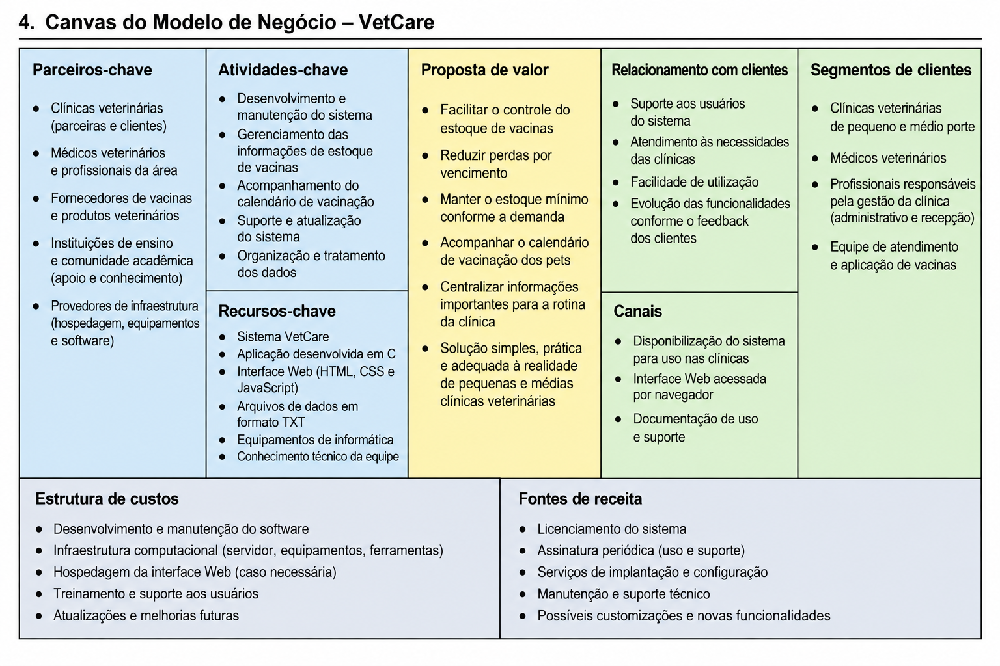 4. Canvas do Modelo de Negócio – VetCare
Parceiros-chave
● Clínicas veterinárias
(parceiras e clientes)
● Médicos veterinários
e profissionais da área
● Fornecedores de vacinas
e produtos veterinários
● Instituições de ensino
e comunidade acadêmica
(apoio e conhecimento)
● Provedores de infraestrutura
(hospedagem, equipamentos
e software)
Atividades-chave
● Desenvolvimento e
manutenção do sistema
● Gerenciamento das
informações de estoque
de vacinas
● Acompanhamento do
calendário de vacinação
● Suporte e atualização
do sistema
● Organização e tratamento
dos dados
Recursos-chave
● Sistema VetCare
● Aplicação desenvolvida em C
● Interface Web (HTML, CSS e
JavaScript)
● Arquivos de dados em
formato TXT
● Equipamentos de informática
● Conhecimento técnico da equipe
Proposta de valor
● Facilitar o controle do
estoque de vacinas
● Reduzir perdas por
vencimento
● Manter o estoque mínimo
conforme a demanda
● Acompanhar o calendário
de vacinação dos pets
● Centralizar informações
importantes para a rotina
da clínica
● Solução simples, prática
e adequada à realidade
de pequenas e médias
clínicas veterinárias
Relacionamento com clientes
● Suporte aos usuários
do sistema
● Atendimento às necessidades
das clínicas
● Facilidade de utilização
● Evolução das funcionalidades
conforme o feedback
dos clientes
Canais
● Disponibilização do sistema
para uso nas clínicas
● Interface Web acessada
por navegador
● Documentação de uso
e suporte
Segmentos de clientes
● Clínicas veterinárias
de pequeno e médio porte
● Médicos veterinários
● Profissionais responsáveis
pela gestão da clínica
(administrativo e recepção)
● Equipe de atendimento
e aplicação de vacinas
Estrutura de custos
● Desenvolvimento e manutenção do software
● Infraestrutura computacional (servidor, equipamentos, ferramentas)
● Hospedagem da interface Web (caso necessária)
● Treinamento e suporte aos usuários
● Atualizações e melhorias futuras
Fontes de receita
● Licenciamento do sistema
● Assinatura periódica (uso e suporte)
● Serviços de implantação e configuração
● Manutenção e suporte técnico
● Possíveis customizações e novas funcionalidades